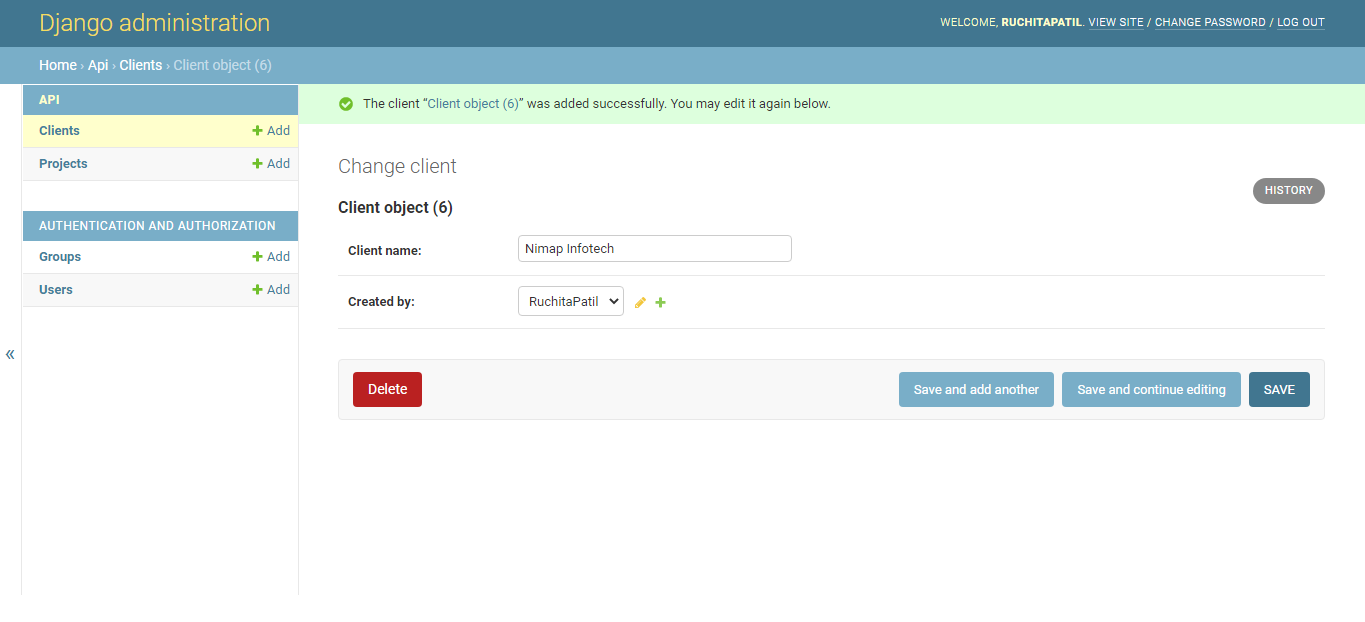 Django administration
WELCOME, RUCHITAPATIL. VIEW SITE / CHANGE PASSWORD / LOG OUT
Home › Api › Clients › Client object (6)
API
Clients + Add
Projects + Add
AUTHENTICATION AND AUTHORIZATION
Groups + Add
Users + Add
«
The client “Client object (6)” was added successfully. You may edit it again below.
Change client
HISTORY
Client object (6)
Client name: Nimap Infotech
Created by: RuchitaPatil
Delete Save and add another Save and continue editing SAVE